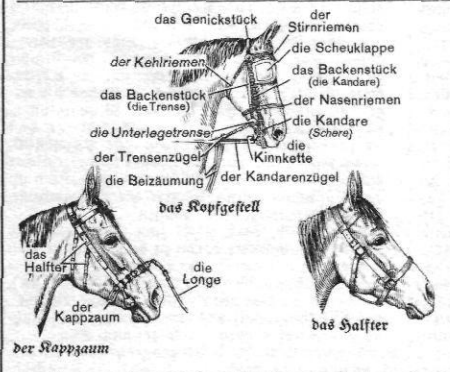 das Genickstück
der
Stirnriemen
die Scheuklappe
der Kehlriemen
das Backenstück
(die Kandare)
das Backenstück
(die Trense)
der Nasenriemen
die Unterlegetrense
die Kandare
(Schere)
der Trensenzügel
die
Kinnkette
die Beizäumung
der Kandarenzügel
das Kopfgestell
das
Halfter
die
Longe
der
Kappzaum
das Halfter
der Kappzaum